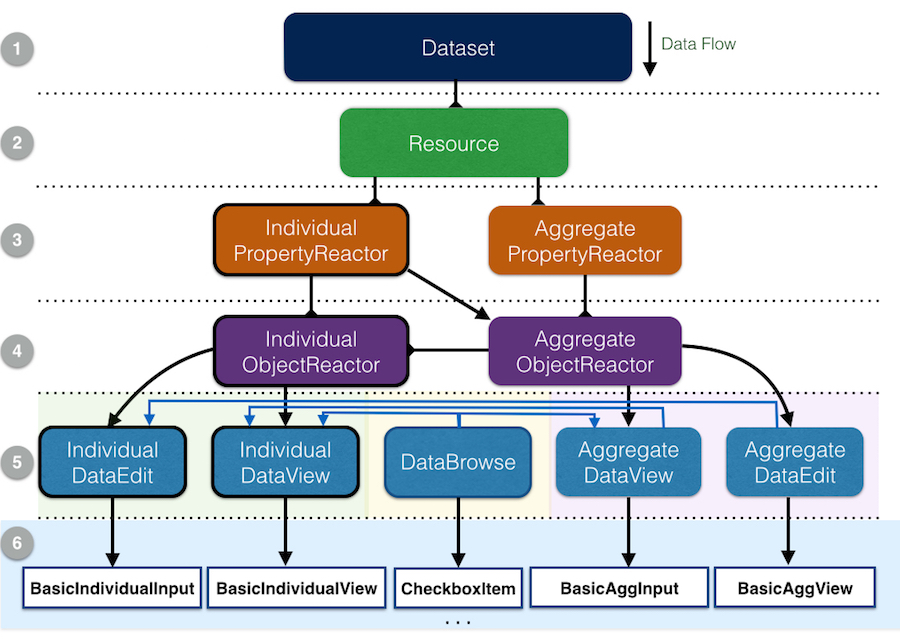 1
Dataset
Data Flow
2
Resource
3
Individual
PropertyReactor
Aggregate
PropertyReactor
4
Individual
ObjectReactor
Aggregate
ObjectReactor
5
Individual
DataEdit
Individual
DataView
DataBrowse
Aggregate
DataView
Aggregate
DataEdit
6
BasicIndividualInput
BasicIndividualView
CheckboxItem
BasicAggInput
BasicAggView
...